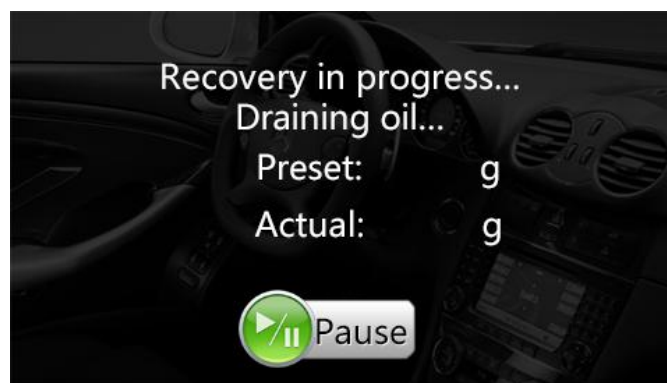 Recovery in progress...
Draining oil...
Preset: g
Actual: g
Pause